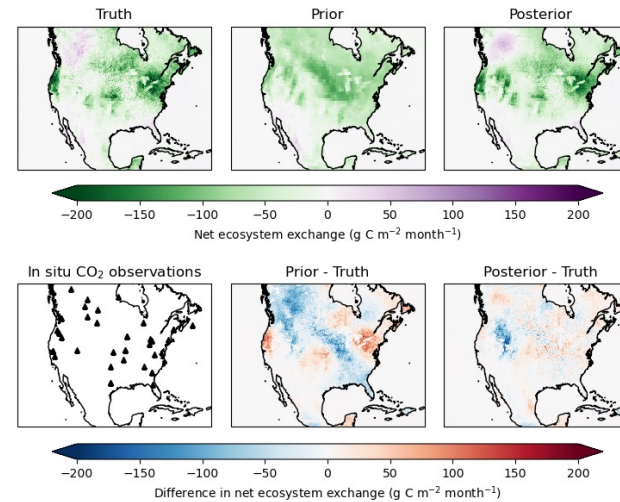 Truth
Prior
Posterior
−200 −150 −100 −50 0 50 100 150 200
Net ecosystem exchange (g C m⁻² month⁻¹)
In situ CO₂ observations
Prior - Truth
Posterior - Truth
−200 −150 −100 −50 0 50 100 150 200
Difference in net ecosystem exchange (g C m⁻² month⁻¹)